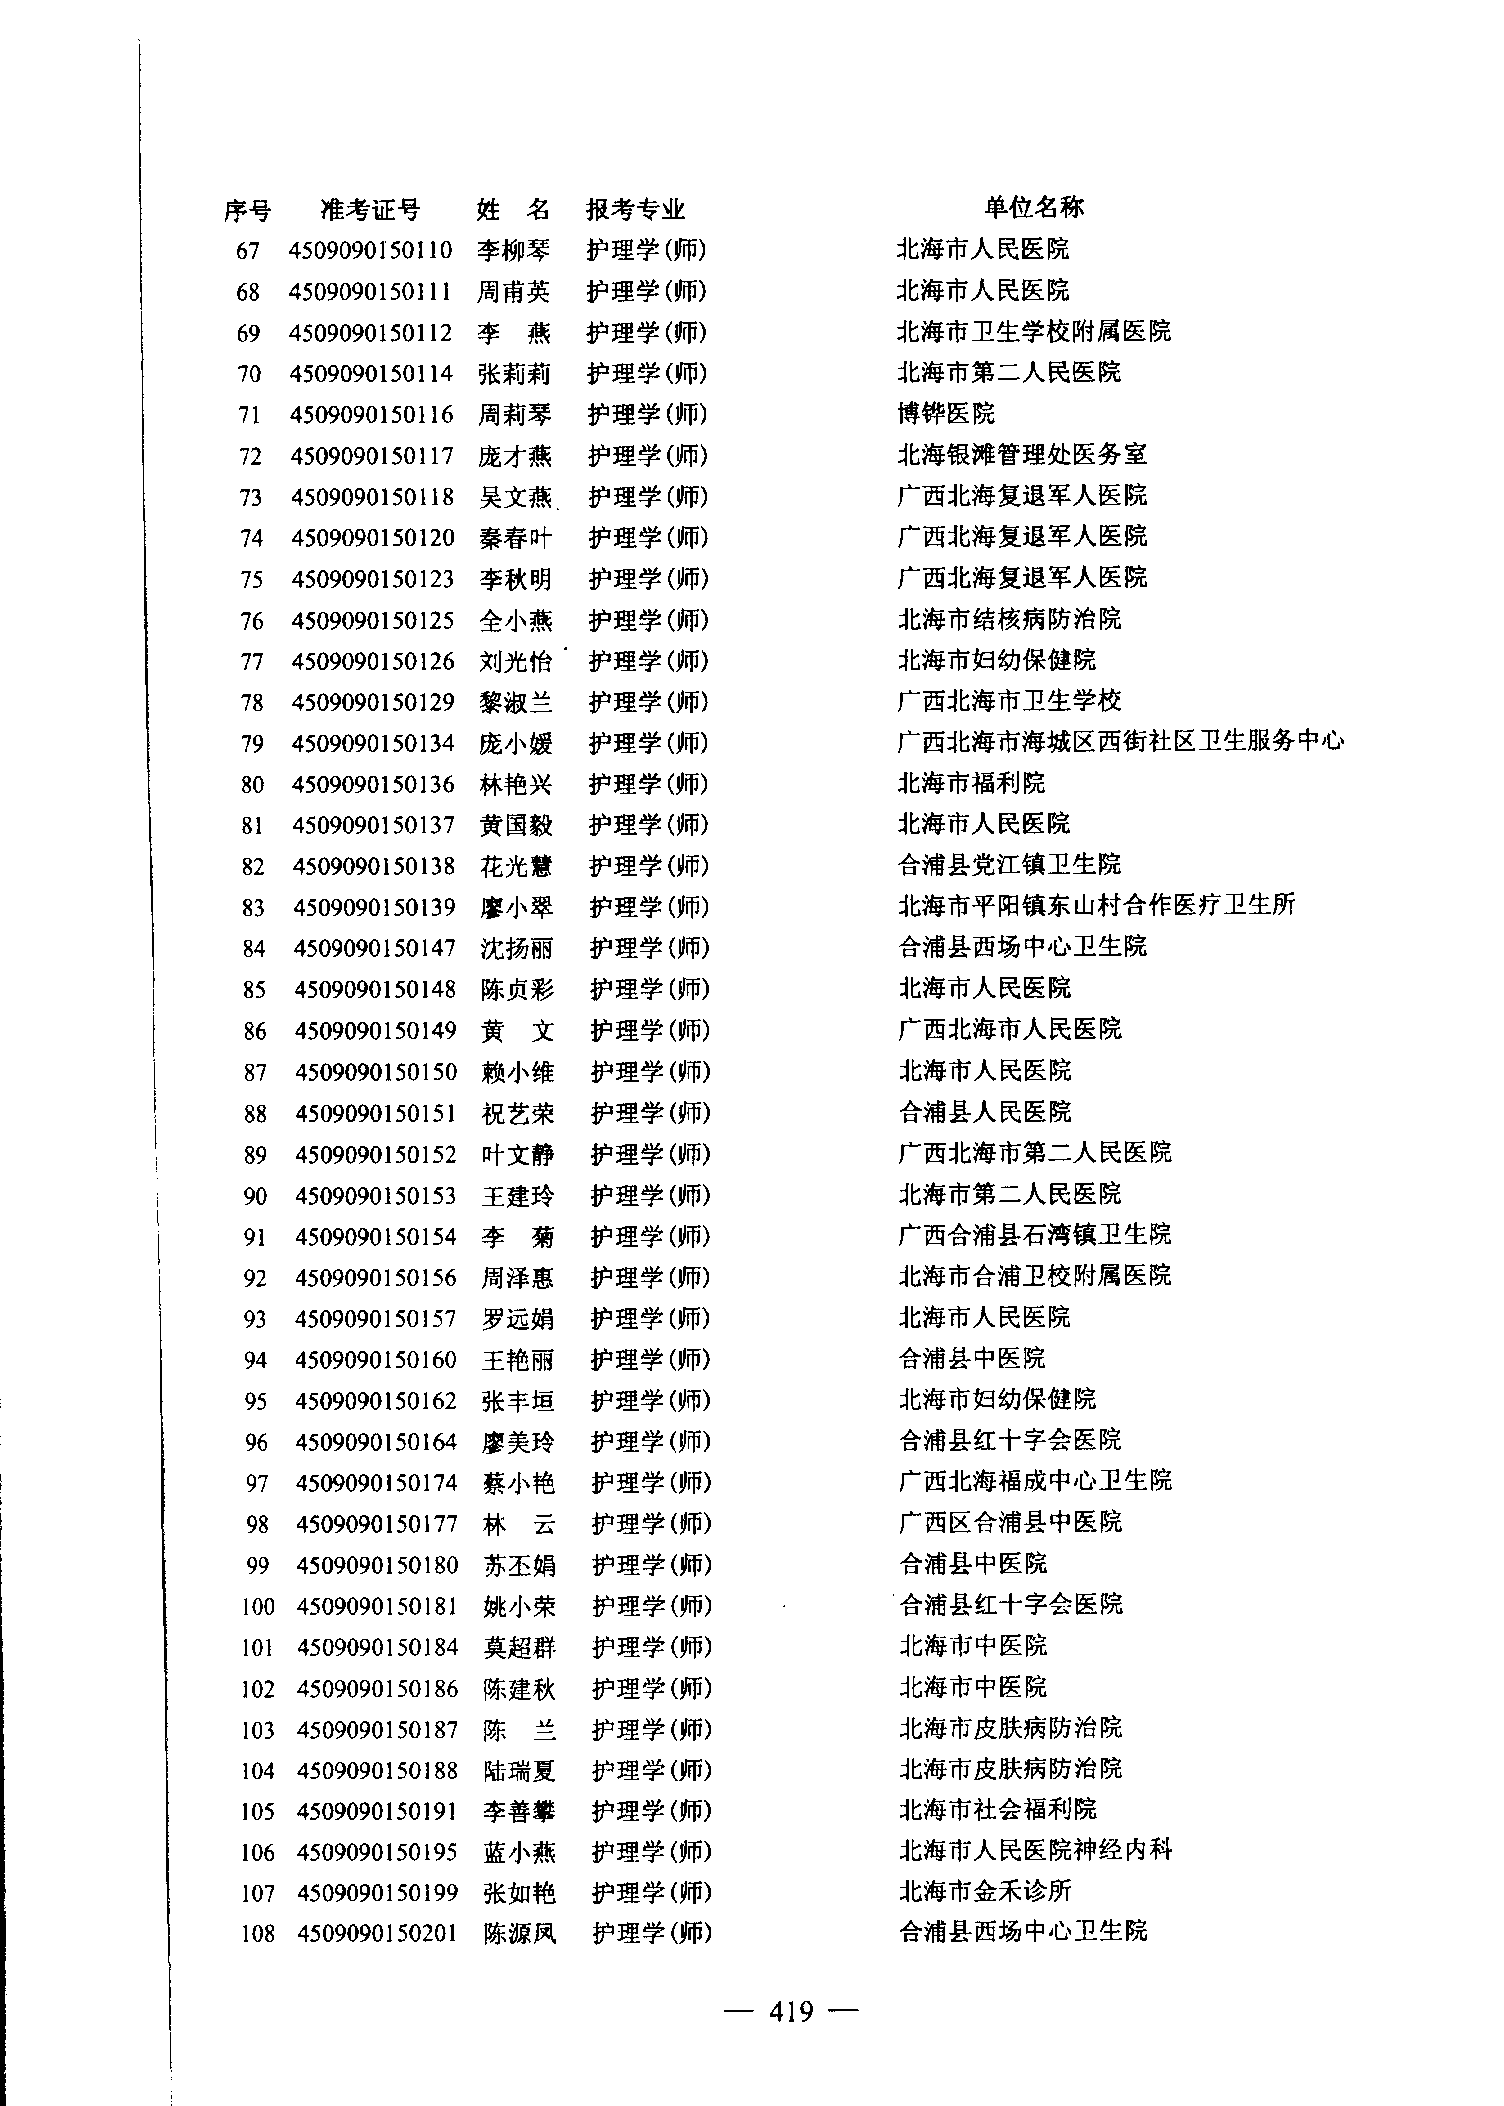 序号 准考证号 姓 名 报考专业 单位名称
67 4509090150110 李柳琴 护理学(师) 北海市人民医院
68 4509090150111 周甫英 护理学(师) 北海市人民医院
69 4509090150112 李 燕 护理学(师) 北海市卫生学校附属医院
70 4509090150114 张莉莉 护理学(师) 北海市第二人民医院
71 4509090150116 周莉琴 护理学(师) 博铧医院
72 4509090150117 庞才燕 护理学(师) 北海银滩管理处医务室
73 4509090150118 吴文燕 护理学(师) 广西北海复退军人医院
74 4509090150120 秦春叶 护理学(师) 广西北海复退军人医院
75 4509090150123 李秋明 护理学(师) 广西北海复退军人医院
76 4509090150125 全小燕 护理学(师) 北海市结核病防治院
77 4509090150126 刘光怡 护理学(师) 北海市妇幼保健院
78 4509090150129 黎淑兰 护理学(师) 广西北海市卫生学校
79 4509090150134 庞小媛 护理学(师) 广西北海市海城区西街社区卫生服务中心
80 4509090150136 林艳兴 护理学(师) 北海市福利院
81 4509090150137 黄国毅 护理学(师) 北海市人民医院
82 4509090150138 花光慧 护理学(师) 合浦县党江镇卫生院
83 4509090150139 廖小翠 护理学(师) 北海市平阳镇东山村合作医疗卫生所
84 4509090150147 沈扬丽 护理学(师) 合浦县西场中心卫生院
85 4509090150148 陈贞彩 护理学(师) 北海市人民医院
86 4509090150149 黄 文 护理学(师) 广西北海市人民医院
87 4509090150150 赖小维 护理学(师) 北海市人民医院
88 4509090150151 祝艺荣 护理学(师) 合浦县人民医院
89 4509090150152 叶文静 护理学(师) 广西北海市第二人民医院
90 4509090150153 王建玲 护理学(师) 北海市第二人民医院
91 4509090150154 李 菊 护理学(师) 广西合浦县石湾镇卫生院
92 4509090150156 周泽惠 护理学(师) 北海市合浦卫校附属医院
93 4509090150157 罗远娟 护理学(师) 北海市人民医院
94 4509090150160 王艳丽 护理学(师) 合浦县中医院
95 4509090150162 张丰垣 护理学(师) 北海市妇幼保健院
96 4509090150164 廖美玲 护理学(师) 合浦县红十字会医院
97 4509090150174 蔡小艳 护理学(师) 广西北海福成中心卫生院
98 4509090150177 林 云 护理学(师) 广西区合浦县中医院
99 4509090150180 苏丕娟 护理学(师) 合浦县中医院
100 4509090150181 姚小荣 护理学(师) 合浦县红十字会医院
101 4509090150184 莫超群 护理学(师) 北海市中医院
102 4509090150186 陈建秋 护理学(师) 北海市中医院
103 4509090150187 陈 兰 护理学(师) 北海市皮肤病防治院
104 4509090150188 陆瑞夏 护理学(师) 北海市皮肤病防治院
105 4509090150191 李善攀 护理学(师) 北海市社会福利院
106 4509090150195 蓝小燕 护理学(师) 北海市人民医院神经内科
107 4509090150199 张如艳 护理学(师) 北海市金禾诊所
108 4509090150201 陈源凤 护理学(师) 合浦县西场中心卫生院
— 419 —